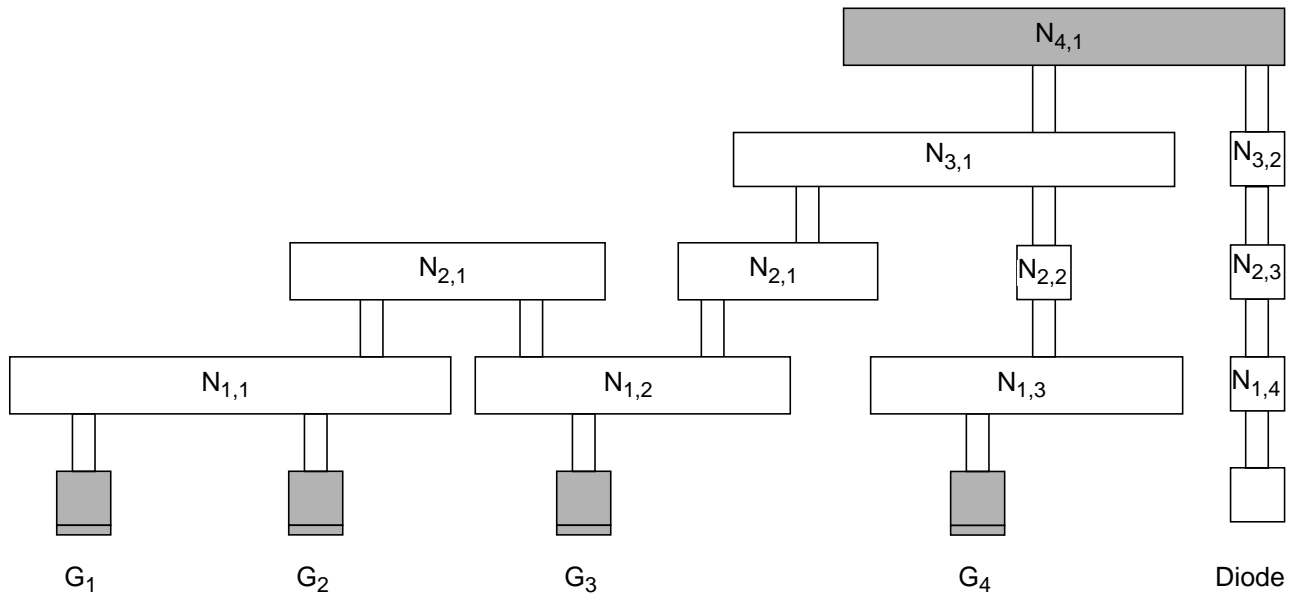 N4,1
N3,1
N3,2
N2,1
N2,1
N2,2
N2,3
N1,1
N1,2
N1,3
N1,4
G1
G2
G3
G4
Diode